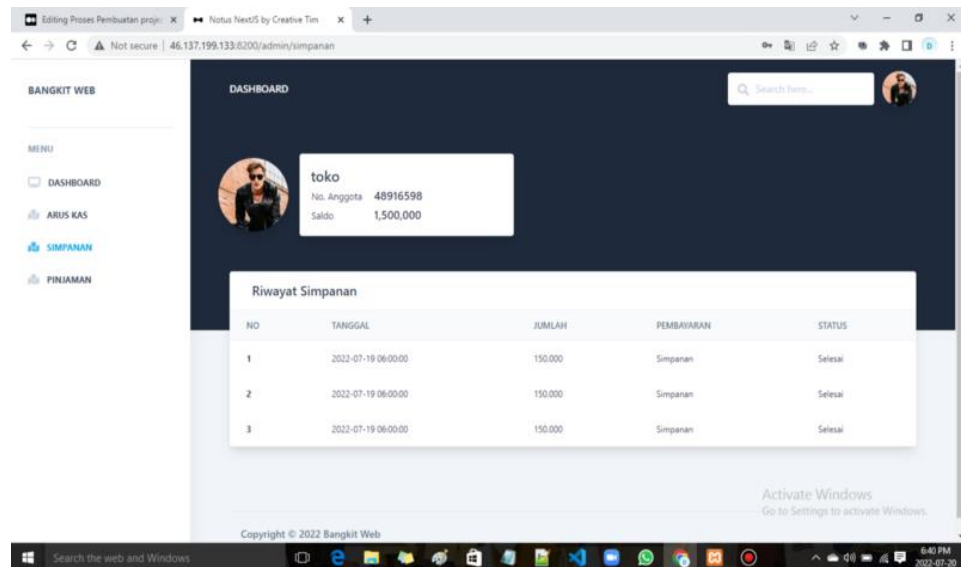 Editing Proses Pembuatan projec
Notus NextJS by Creative Tim
Not secure | 46.137.199.133:8200/admin/simpanan
BANGKIT WEB
DASHBOARD
Search here...
MENU
DASHBOARD
ARUS KAS
SIMPANAN
PINJAMAN
toko
No. Anggota 48916598
Saldo 1,500,000
Riwayat Simpanan
NO TANGGAL JUMLAH PEMBAYARAN STATUS
1 2022-07-19 06:00:00 150.000 Simpanan Selesai
2 2022-07-19 06:00:00 150.000 Simpanan Selesai
3 2022-07-19 06:00:00 150.000 Simpanan Selesai
Activate Windows
Go to Settings to activate Windows.
Copyright © 2022 Bangkit Web
Search the web and Windows
6:40 PM
2022-07-20